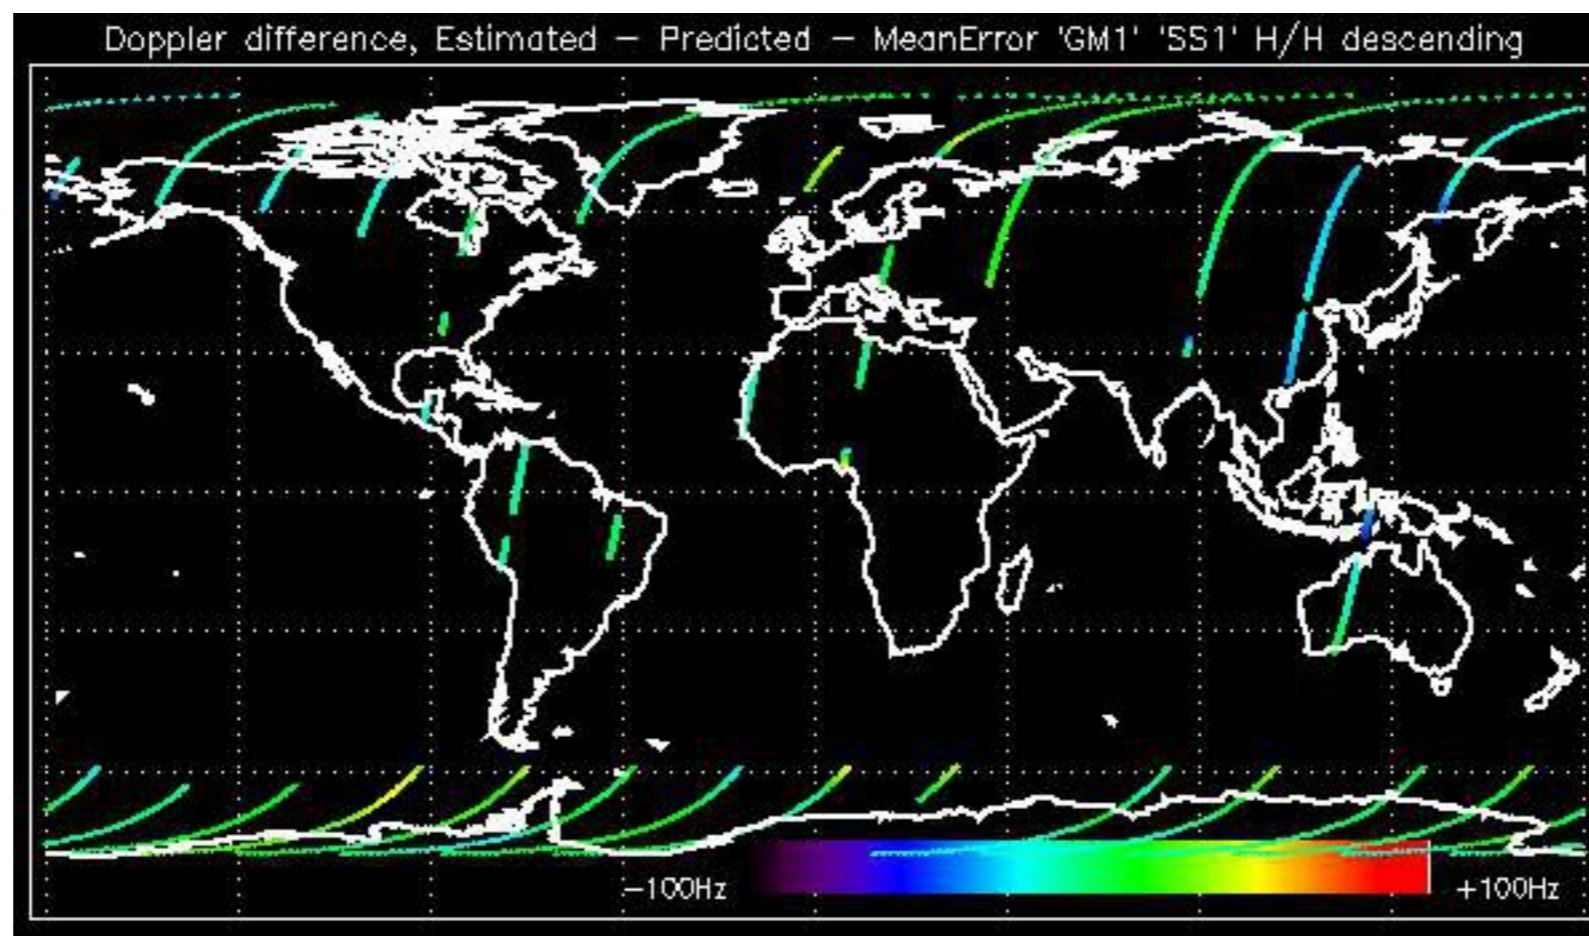 Doppler difference, Estimated – Predicted – MeanError 'GM1' 'SS1' H/H descending
–100Hz +100Hz